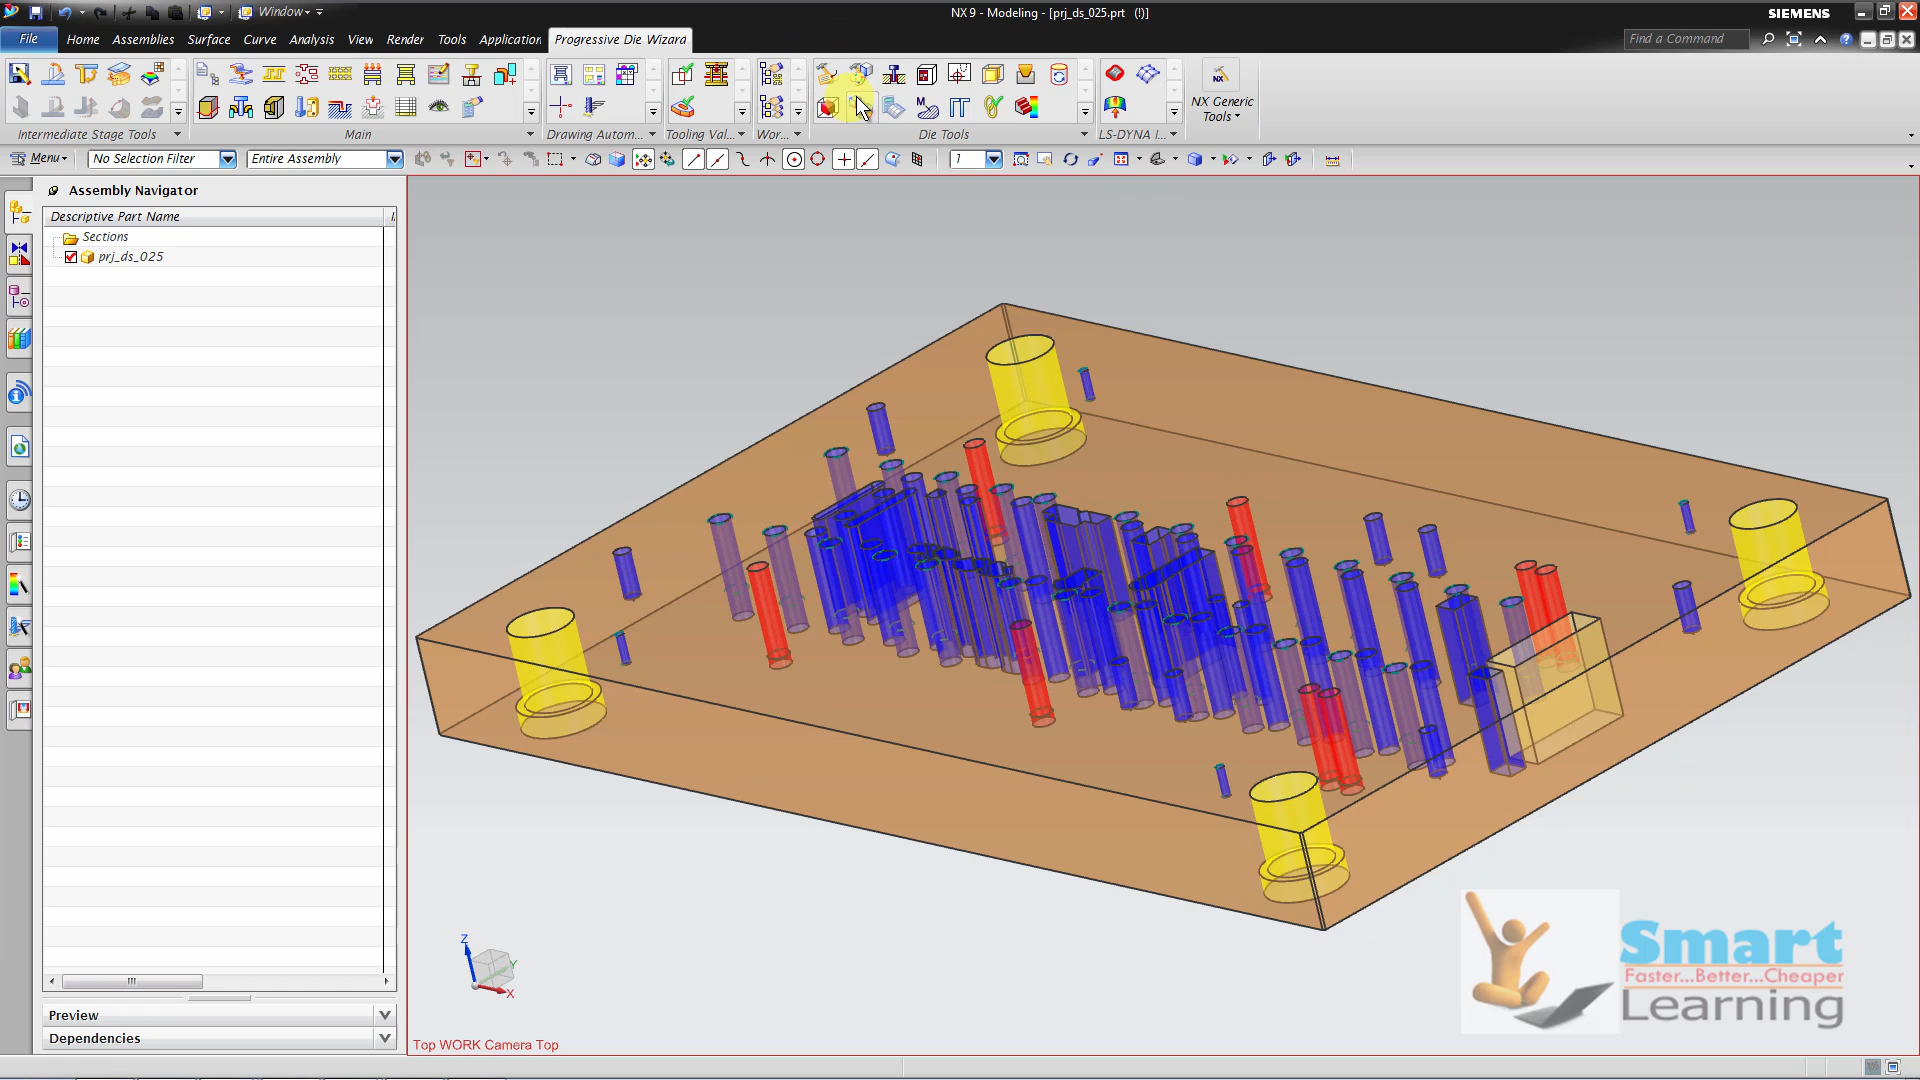 Window
NX 9 - Modeling - [prj_ds_025.prt (!)]
SIEMENS
File
Home
Assemblies
Surface
Curve
Analysis
View
Render
Tools
Application
Progressive Die Wizard
Find a Command
NX Generic
Tools
Intermediate Stage Tools
Main
Drawing Autom...
Tooling Val...
Wor...
Die Tools
LS-DYNA I...
Menu
No Selection Filter
Entire Assembly
1
Assembly Navigator
Descriptive Part Name
Sections
prj_ds_025
Preview
Dependencies
Z
Y
X
Top WORK Camera Top
Smart
Faster...Better...Cheaper
Learning